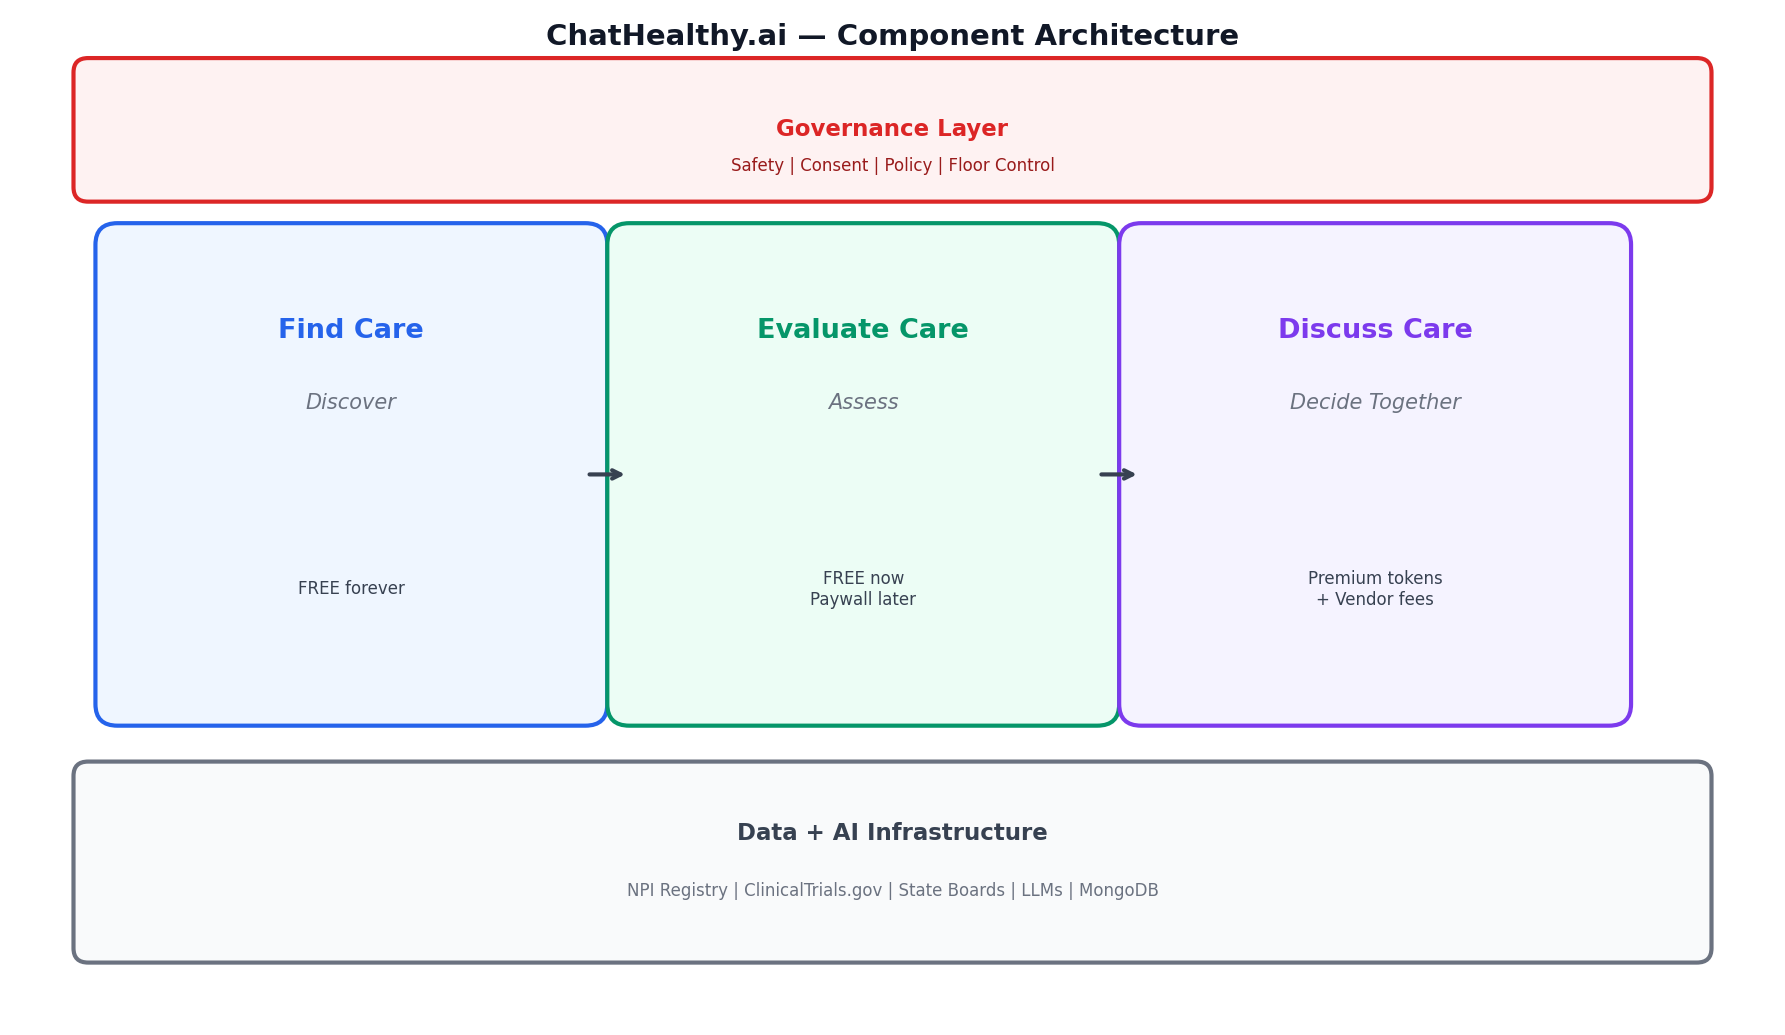 ChatHealthy.ai — Component Architecture
Governance Layer
Safety | Consent | Policy | Floor Control
Find Care
Discover
FREE forever
Evaluate Care
Assess
FREE now
Paywall later
Discuss Care
Decide Together
Premium tokens
+ Vendor fees
Data + AI Infrastructure
NPI Registry | ClinicalTrials.gov | State Boards | LLMs | MongoDB